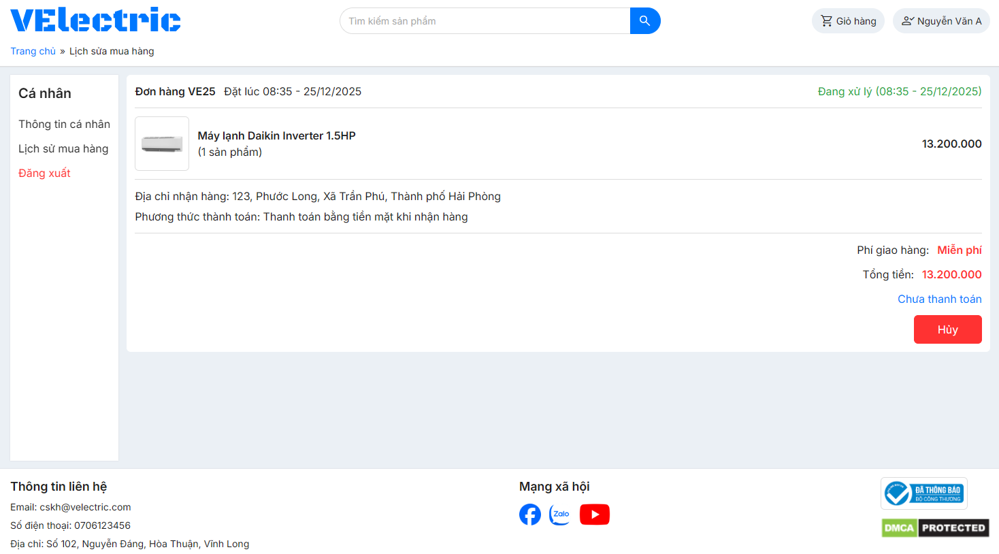 VElectric
Tìm kiếm sản phẩm
Giỏ hàng
Nguyễn Văn A
Trang chủ » Lịch sửa mua hàng
Cá nhân
Thông tin cá nhân
Lịch sử mua hàng
Đăng xuất
Đơn hàng VE25 Đặt lúc 08:35 - 25/12/2025
Đang xử lý (08:35 - 25/12/2025)
Máy lạnh Daikin Inverter 1.5HP
(1 sản phẩm)
13.200.000
Địa chỉ nhận hàng: 123, Phước Long, Xã Trần Phú, Thành phố Hải Phòng
Phương thức thành toán: Thanh toán bằng tiền mặt khi nhận hàng
Phí giao hàng: Miễn phí
Tổng tiền: 13.200.000
Chưa thanh toán
Hủy
Thông tin liên hệ
Email: cskh@velectric.com
Số điện thoại: 0706123456
Địa chỉ: Số 102, Nguyễn Đáng, Hòa Thuận, Vĩnh Long
Mạng xã hội
Zalo
ĐÃ THÔNG BÁO
BỘ CÔNG THƯƠNG
DMCA PROTECTED